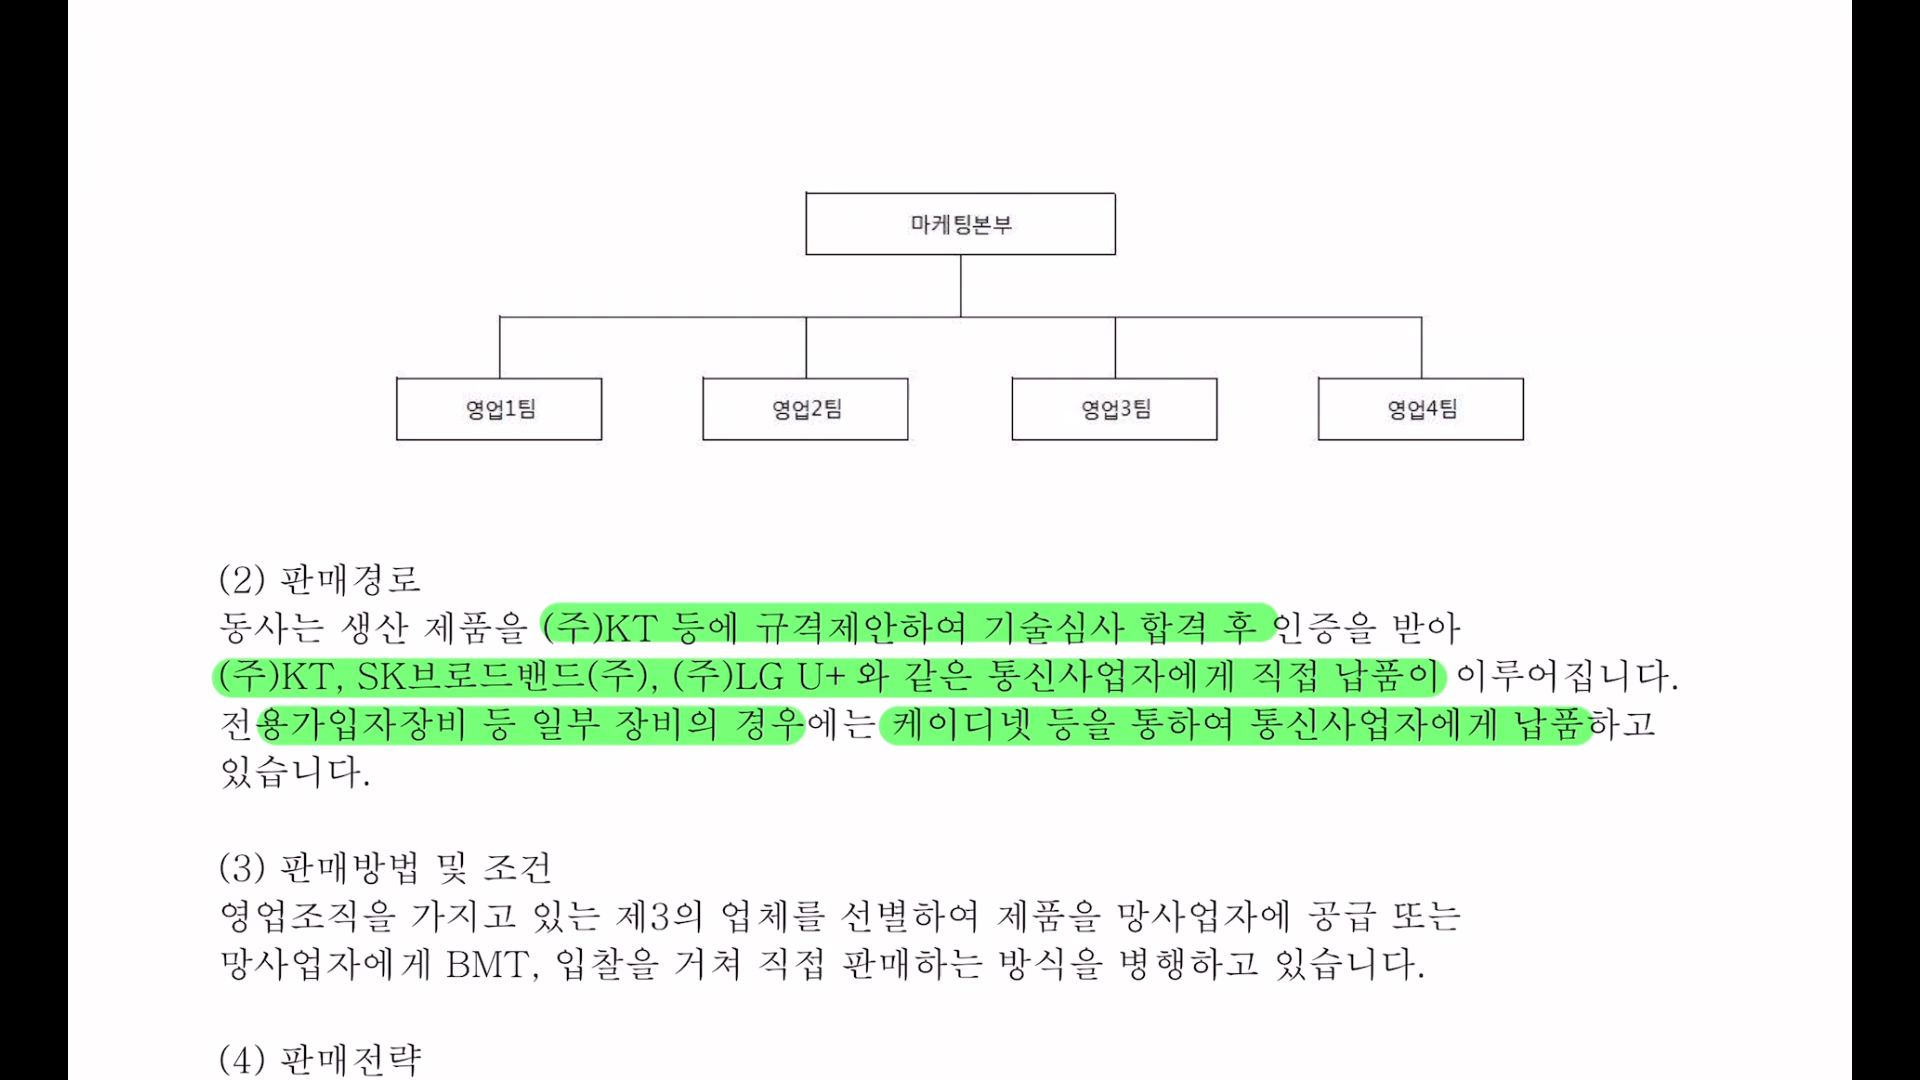 마케팅본부
영업1팀 영업2팀 영업3팀 영업4팀
(2) 판매경로
동사는 생산 제품을 (주)KT 등에 규격제안하여 기술심사 합격 후 인증을 받아
(주)KT, SK브로드밴드(주), (주)LG U+ 와 같은 통신사업자에게 직접 납품이 이루어집니다.
전용가입자장비 등 일부 장비의 경우에는 케이디넷 등을 통하여 통신사업자에게 납품하고
있습니다.
(3) 판매방법 및 조건
영업조직을 가지고 있는 제3의 업체를 선별하여 제품을 망사업자에 공급 또는
망사업자에게 BMT, 입찰을 거쳐 직접 판매하는 방식을 병행하고 있습니다.
(4) 판매전략